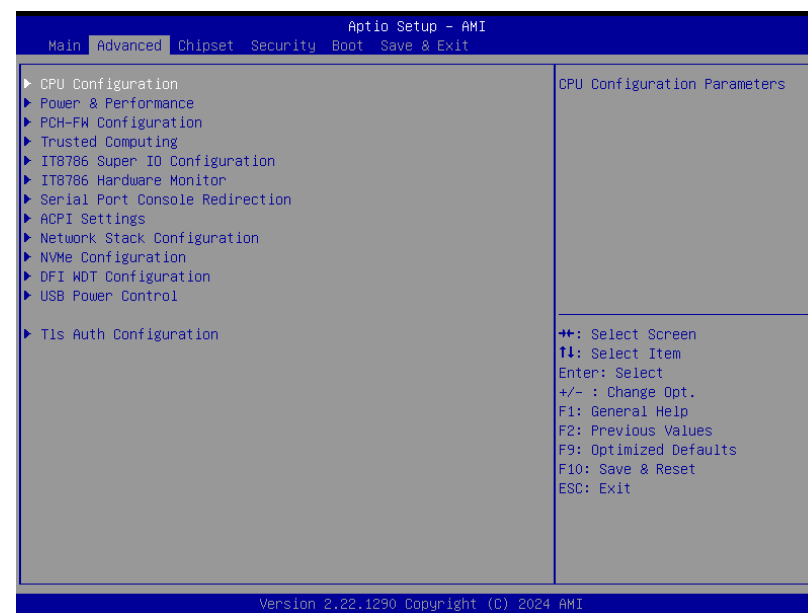 Aptio Setup – AMI
Main Advanced Chipset Security Boot Save & Exit
CPU Configuration
Power & Performance
PCH-FW Configuration
Trusted Computing
IT8786 Super IO Configuration
IT8786 Hardware Monitor
Serial Port Console Redirection
ACPI Settings
Network Stack Configuration
NVMe Configuration
DFI WDT Configuration
USB Power Control
Tls Auth Configuration
CPU Configuration Parameters
→←: Select Screen
↑↓: Select Item
Enter: Select
+/- : Change Opt.
F1: General Help
F2: Previous Values
F9: Optimized Defaults
F10: Save & Reset
ESC: Exit
Version 2.22.1290 Copyright (C) 2024 AMI